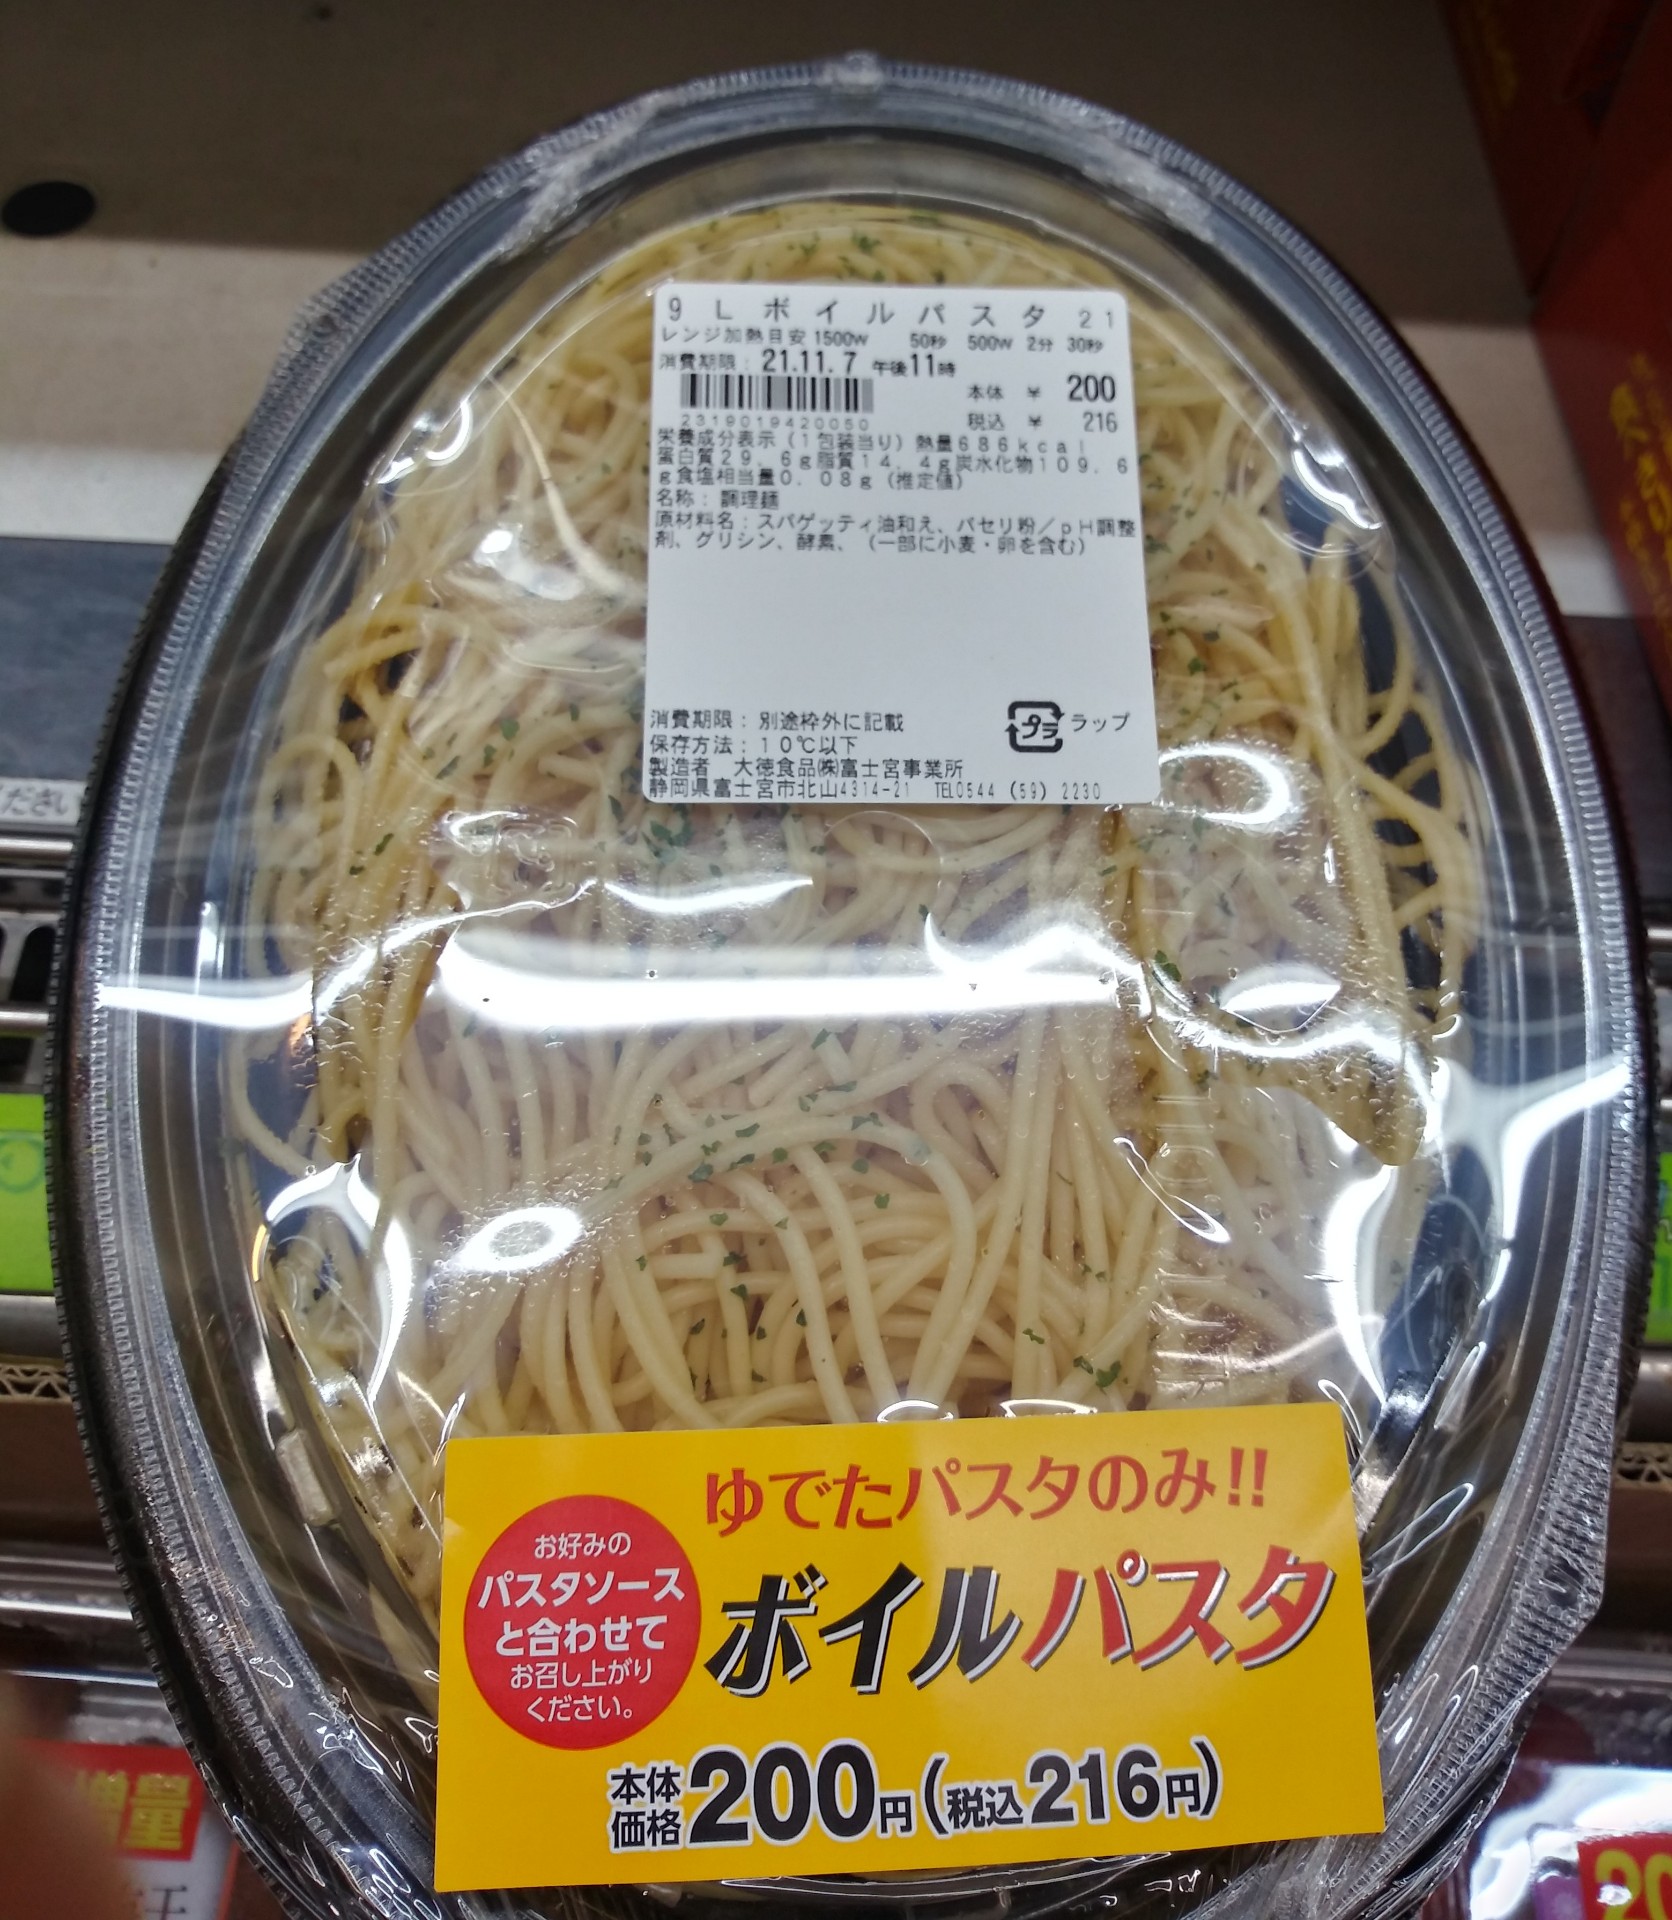 9Lボイルパスタ 21
レンジ加熱目安 1500W 50秒 500W 2分 30秒
消費期限: 21.11.7 午後11時
本体 ¥ 200
2319019420050
税込 ¥ 216
栄養成分表示(1包装当り)熱量686kcal
蛋白質29.6g脂質14.4g炭水化物109.6
g食塩相当量0.08g(推定値)
名称:調理麺
原材料名:スパゲッティ油和え、パセリ粉/pH調整
剤、グリシン、酵素、(一部に小麦・卵を含む)
消費期限:別途枠外に記載
プラ ラップ
保存方法:10℃以下
製造者 大徳食品㈱富士宮事業所
静岡県富士宮市北山4314-21 TEL0544(59)2230
ださい
ゆでたパスタのみ!!
お好みの
パスタソース
と合わせて
お召し上がり
ください。
ボイルパスタ
本体価格200円(税込216円)
増量
20